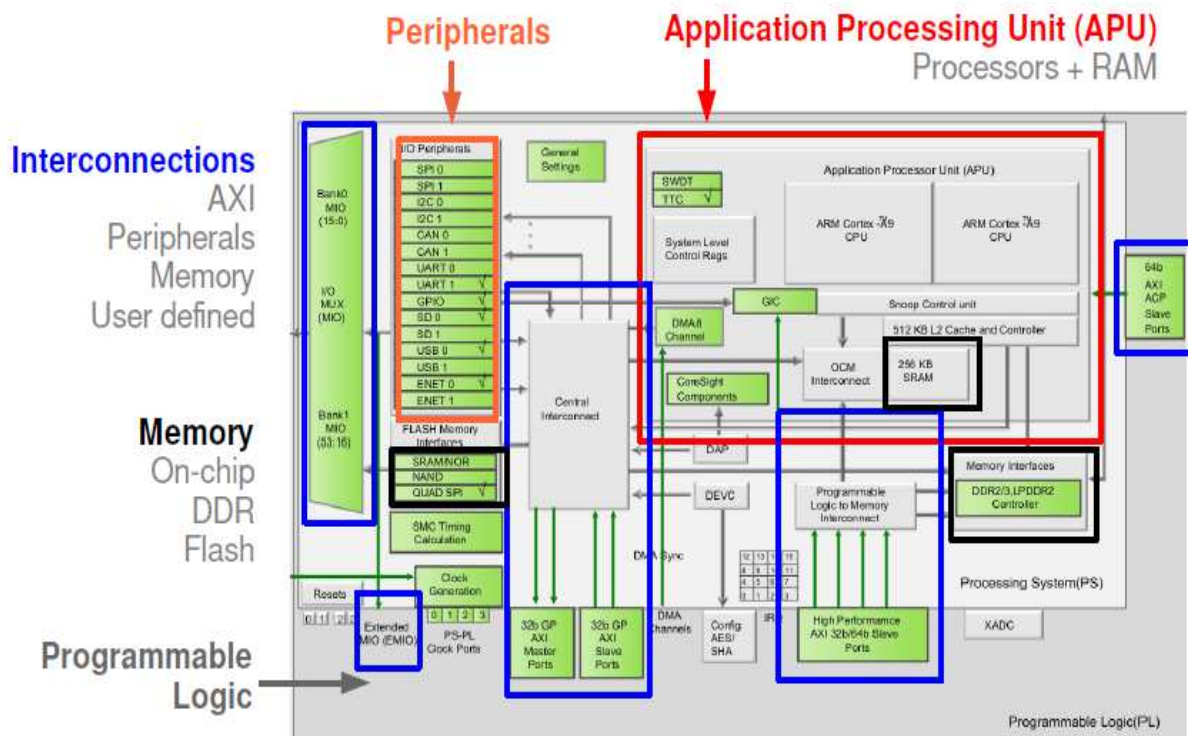 Peripherals
Application Processing Unit (APU)
Processors + RAM
Interconnections
AXI
Peripherals
Memory
User defined
Memory
On-chip
DDR
Flash
Programmable
Logic
Bank0
MIO
(15:0)
I/O
MUX
(MIO)
Bank1
MIO
(53:16)
I/O Peripherals
SPI 0
SPI 1
I2C 0
I2C 1
CAN 0
CAN 1
UART 0
UART 1 √
GPIO √
SD 0 √
SD 1
USB 0 √
USB 1
ENET 0 √
ENET 1
FLASH Memory
Interfaces
SRAM/NOR
NAND
QUAD SPI √
SMC Timing
Calculation
Clock
Generation
Resets
0 1 2 3
Extended
MIO (EMIO)
0 1 2 3
PS-PL
Clock Ports
General
Settings
Central
Interconnect
32b GP
AXI
Master
Ports
32b GP
AXI
Slave
Ports
DMA Sync
DMA
Channels
Application Processor Unit (APU)
SWDT
TTC √
System Level
Control Regs
ARM Cortex
CPU
ARM Cortex
CPU
GIC
Snoop Control unit
DMA8
Channel
512 KB L2 Cache and Controller
OCM
Interconnect
256 KB
SRAM
CoreSight
Components
DAP
DEVC
Config
AES/
SHA
Programmable
Logic to Memory
Interconnect
Memory Interfaces
DDR2/3,LPDDR2
Controller
High Performance
AXI 32b/64b Slave
Ports
Processing System(PS)
XADC
64b
AXI
ACP
Slave
Ports
Programmable Logic(PL)